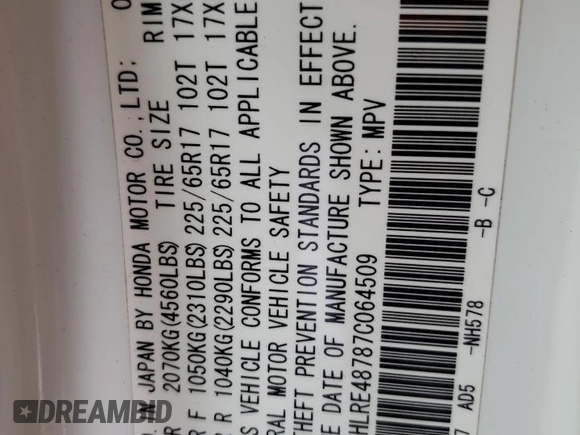 D. IN JAPAN BY HONDA MOTOR CO.,LTD:
R 2070KG(4560LBS) TIRE SIZE RIM
R F 1050KG(2310LBS) 225/65R17 102T 17X
R R 1040KG(2290LBS) 225/65R17 102T 17X
S VEHICLE CONFORMS TO ALL APPLICABLE
RAL MOTOR VEHICLE SAFETY
THEFT PREVENTION STANDARDS IN EFFECT
E DATE OF MANUFACTURE SHOWN ABOVE.
HLRE48787C064509 TYPE: MPV
7 AD5 -NH578 -B -C
DREAMBID